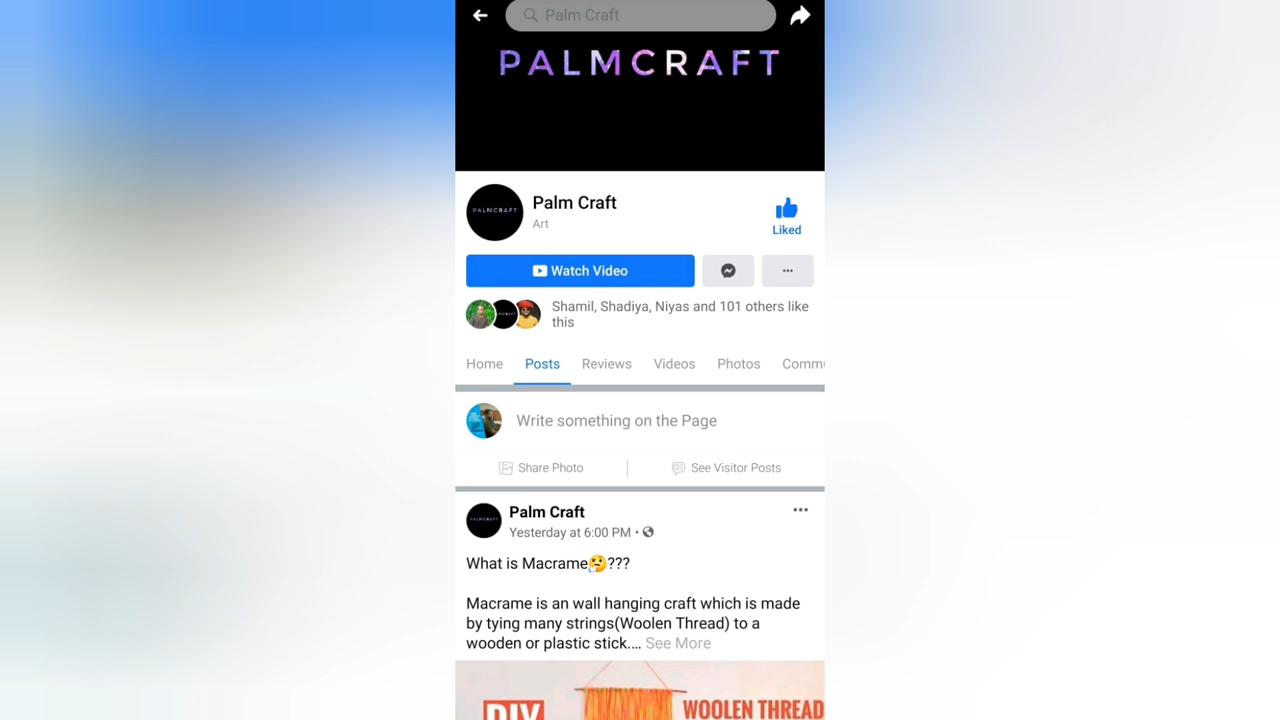 Palm Craft
PALMCRAFT
PALMCRAFT
Palm Craft
Art
Liked
Watch Video
Shamil, Shadiya, Niyas and 101 others like
this
Home Posts Reviews Videos Photos Commu
Write something on the Page
Share Photo See Visitor Posts
PALMCRAFT
Palm Craft
Yesterday at 6:00 PM •
What is Macrame🤔???
Macrame is an wall hanging craft which is made
by tying many strings(Woolen Thread) to a
wooden or plastic stick.... See More
DIY WOOLEN THREAD